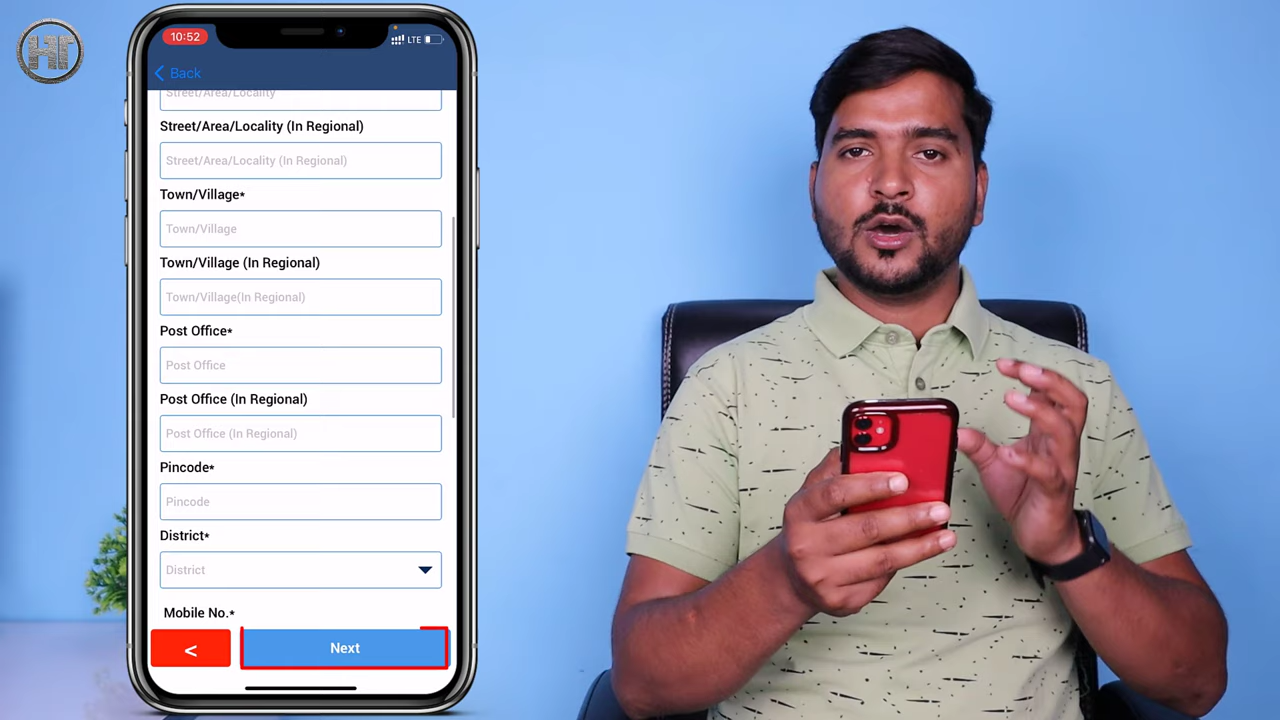 Hr
10:52
LTE
Back
Street/Area/Locality
Street/Area/Locality (In Regional)
Street/Area/Locality (In Regional)
Town/Village*
Town/Village
Town/Village (In Regional)
Town/Village(In Regional)
Post Office*
Post Office
Post Office (In Regional)
Post Office (In Regional)
Pincode*
Pincode
District*
District
Mobile No.*
<
Next